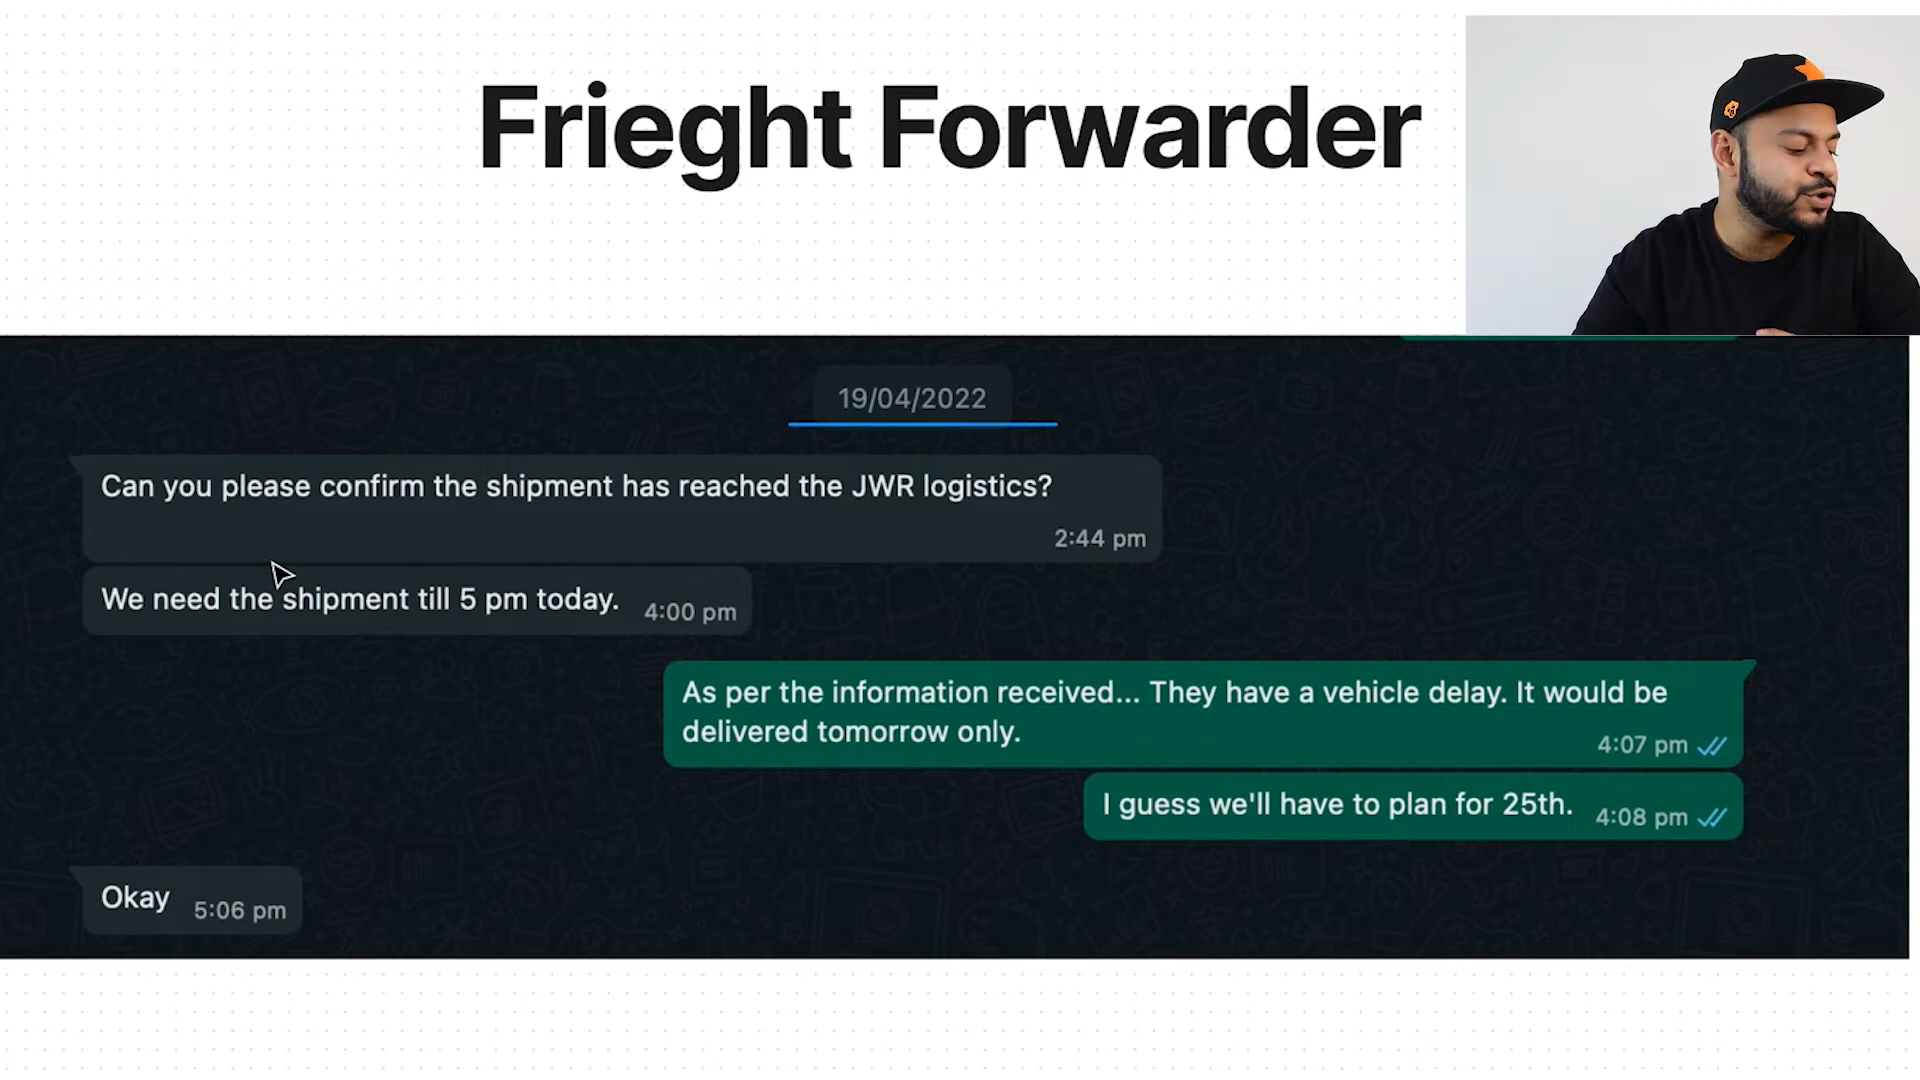 Frieght Forwarder
19/04/2022
Can you please confirm the shipment has reached the JWR logistics?
2:44 pm
We need the shipment till 5 pm today. 4:00 pm
As per the information received... They have a vehicle delay. It would be
delivered tomorrow only.
4:07 pm
I guess we'll have to plan for 25th. 4:08 pm
Okay 5:06 pm